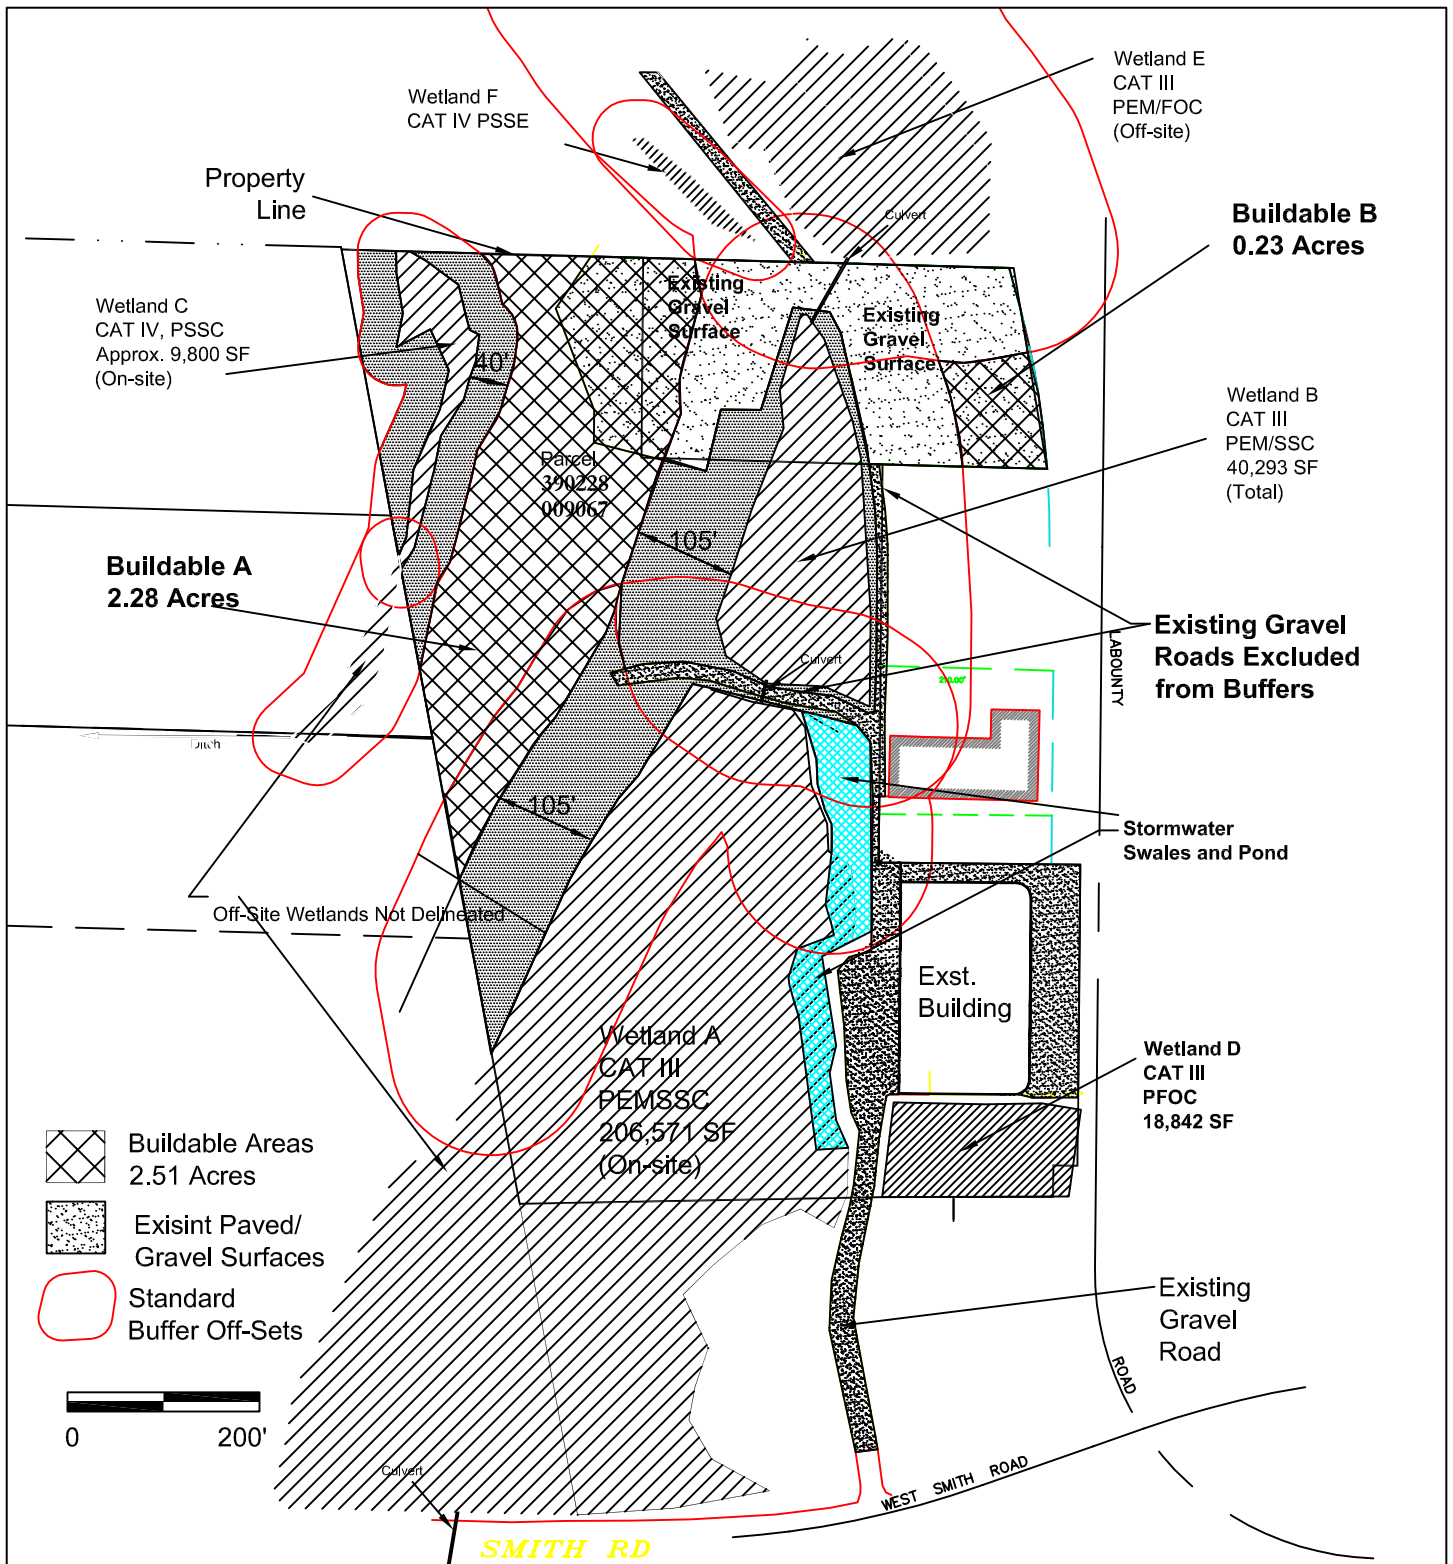 Wetland E
CAT III
PEM/FOC
(Off-site)
Wetland F
CAT IV PSSE
Property
Line
Culvert
Buildable B
0.23 Acres
Existing
Gravel
Surface
Existing
Gravel
Surface
Wetland C
CAT IV, PSSC
Approx. 9,800 SF
(On-site)
40'
Wetland B
CAT III
PEM/SSC
40,293 SF
(Total)
Parcel
390228
009067
105'
Buildable A
2.28 Acres
Existing Gravel
Roads Excluded
from Buffers
LABOUNTY
Culvert
210.00'
Ditch
105'
Stormwater
Swales and Pond
Off-Site Wetlands Not Delineated
Exst.
Building
Wetland A
CAT III
PEMSSC
206,571 SF
(On-site)
Wetland D
CAT III
PFOC
18,842 SF
Buildable Areas
2.51 Acres
Exisint Paved/
Gravel Surfaces
Standard
Buffer Off-Sets
Existing
Gravel
Road
ROAD
0 200'
Culvert
WEST SMITH ROAD
SMITH RD